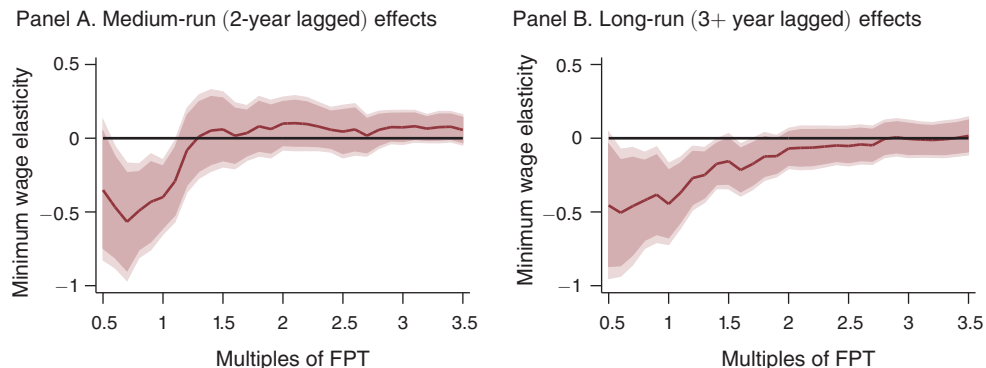 Panel A. Medium-run (2-year lagged) effects
Minimum wage elasticity
0.5
0
−0.5
−1
0.5 1 1.5 2 2.5 3 3.5
Multiples of FPT
Panel B. Long-run (3+ year lagged) effects
Minimum wage elasticity
0.5
0
−0.5
−1
0.5 1 1.5 2 2.5 3 3.5
Multiples of FPT